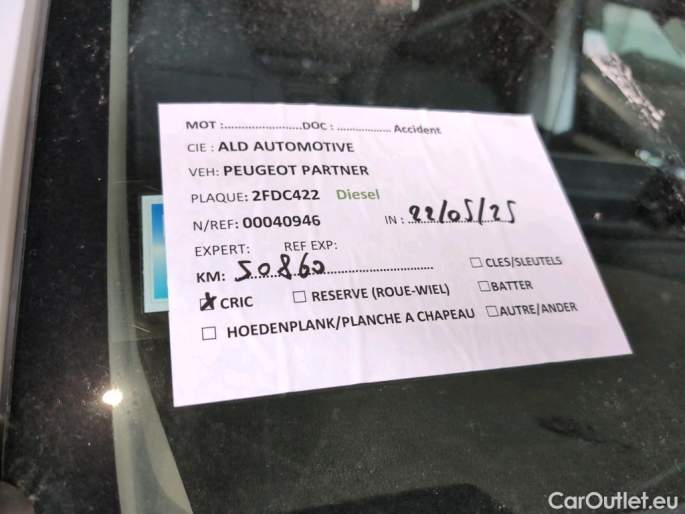 MOT :........................DOC : ................. Accident
CIE : ALD AUTOMOTIVE
VEH: PEUGEOT PARTNER
PLAQUE: 2FDC422 Diesel
N/REF: 00040946 IN : 22/05/25
EXPERT: REF EXP:
KM: 50860 ☐ CLES/SLEUTELS
☒ CRIC ☐ RESERVE (ROUE-WIEL) ☐ BATTER
☐ HOEDENPLANK/PLANCHE A CHAPEAU ☐ AUTRE/ANDER
CarOutlet.eu